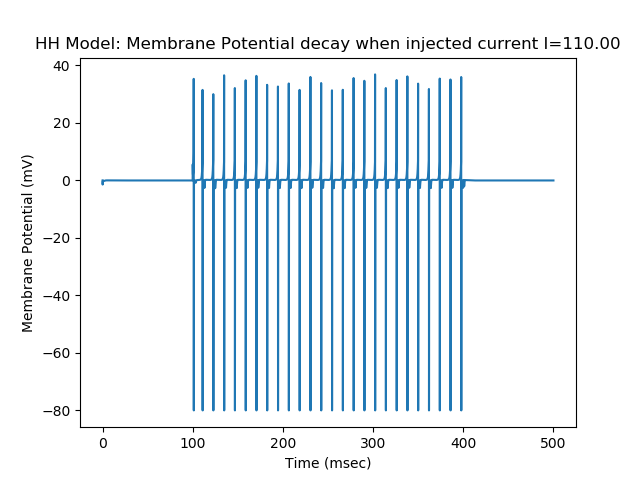 HH Model: Membrane Potential decay when injected current I=110.00
Membrane Potential (mV)
40
20
0
−20
−40
−60
−80
0 100 200 300 400 500
Time (msec)